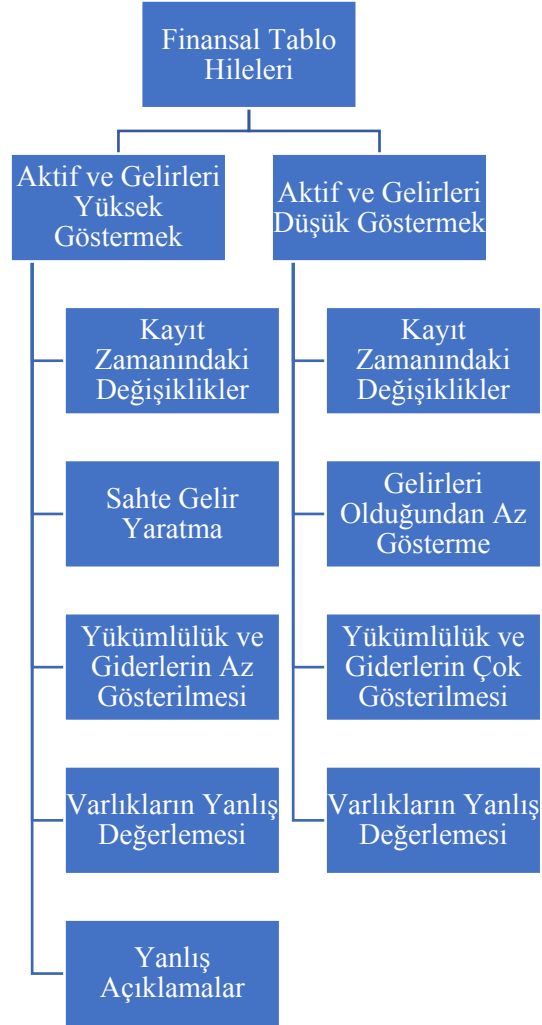 Finansal Tablo
Hileleri
Aktif ve Gelirleri
Yüksek
Göstermek
Aktif ve Gelirleri
Düşük Göstermek
Kayıt
Zamanındaki
Değişiklikler
Sahte Gelir
Yaratma
Yükümlülük ve
Giderlerin Az
Gösterilmesi
Varlıkların Yanlış
Değerlemesi
Yanlış
Açıklamalar
Kayıt
Zamanındaki
Değişiklikler
Gelirleri
Olduğundan Az
Gösterme
Yükümlülük ve
Giderlerin Çok
Gösterilmesi
Varlıkların Yanlış
Değerlemesi